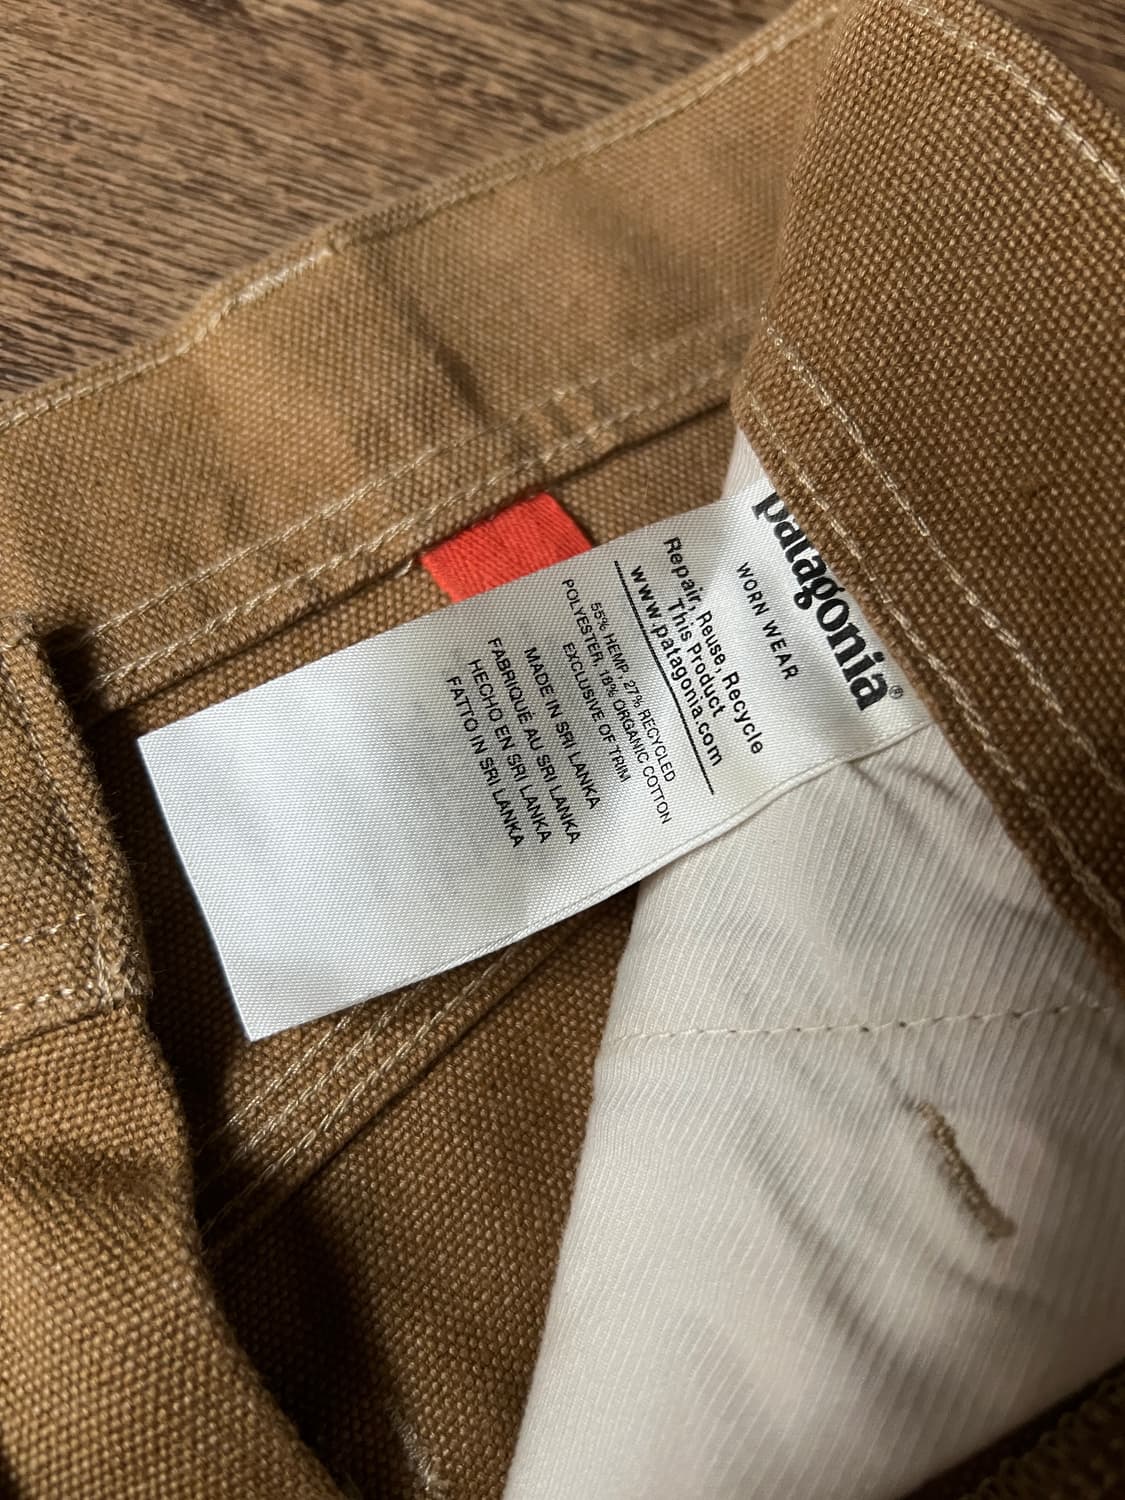 patagonia®
WORN WEAR
Repair, Reuse, Recycle
This Product
www.patagonia.com
55% HEMP, 27% RECYCLED
POLYESTER, 18% ORGANIC COTTON
EXCLUSIVE OF TRIM
MADE IN SRI LANKA
FABRIQUÉ AU SRI LANKA
HECHO EN SRI LANKA
FATTO IN SRI LANKA